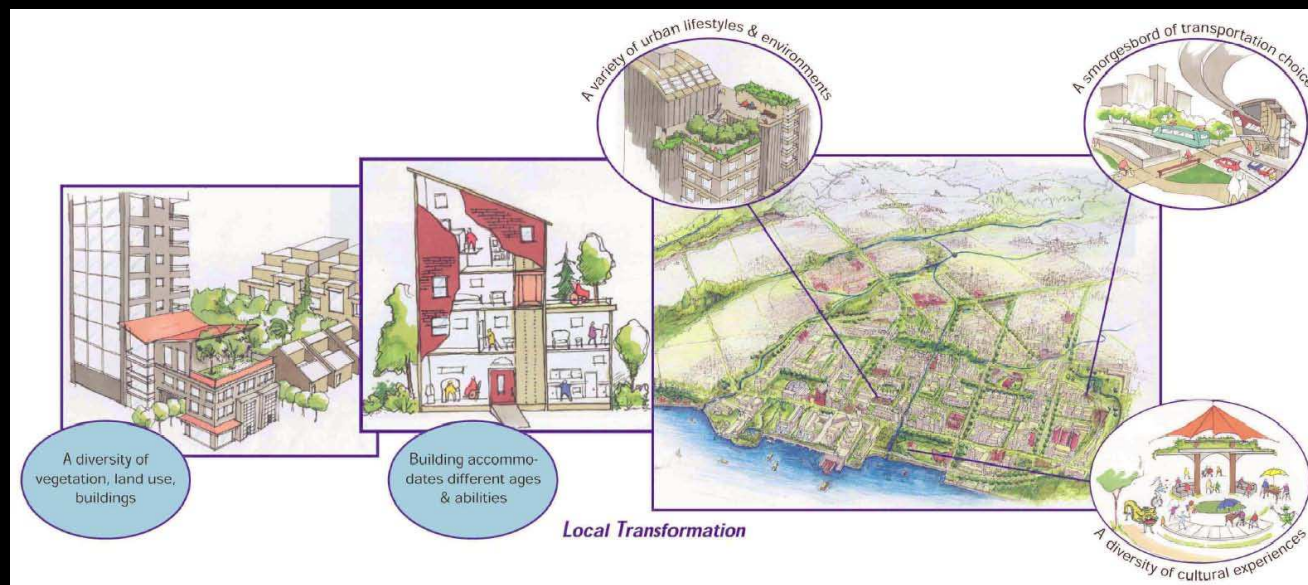 A variety of urban lifestyles & environments
A smorgesbord of transportation choice
A diversity of
vegetation, land use,
buildings
Building accommo-
dates different ages
& abilities
Local Transformation
A diversity of cultural experiences